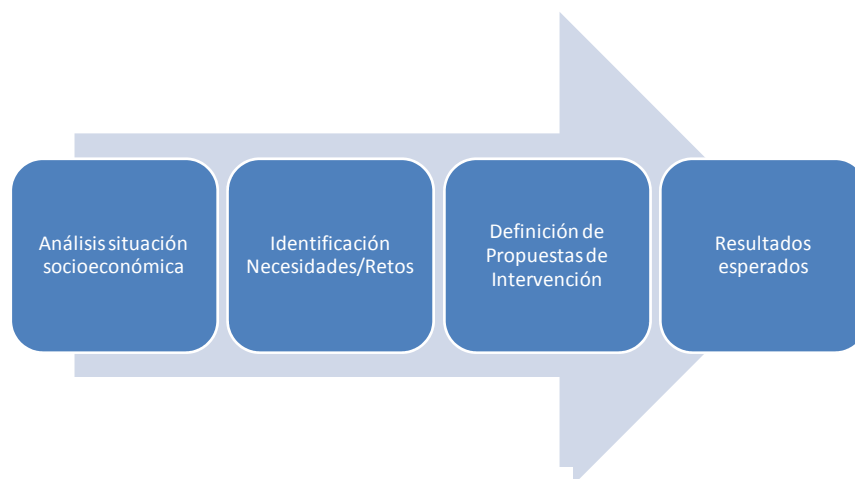 Análisis situación
socioeconómica
Identificación
Necesidades/Retos
Definición de
Propuestas de
Intervención
Resultados
esperados